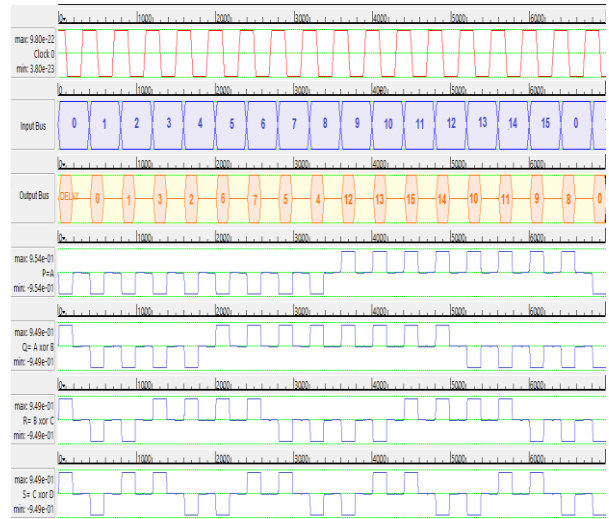 0 1000 2000 3000 4000 5000 6000
max: 9.80e-22
Clock 0
min: 3.80e-23
0 1000 2000 3000 4000 5000 6000
Input Bus 0 1 2 3 4 5 6 7 8 9 10 11 12 13 14 15 0
0 1000 2000 3000 4000 5000 6000
Output Bus DELAY 0 1 3 2 6 7 5 4 12 13 15 14 10 11 9 8 0
0 1000 2000 3000 4000 5000 6000
max: 9.54e-01
P=A
min: -9.54e-01
0 1000 2000 3000 4000 5000 6000
max: 9.49e-01
Q= A xor B
min: -9.49e-01
0 1000 2000 3000 4000 5000 6000
max: 9.49e-01
R= B xor C
min: -9.49e-01
0 1000 2000 3000 4000 5000 6000
max: 9.49e-01
S= C xor D
min: -9.49e-01